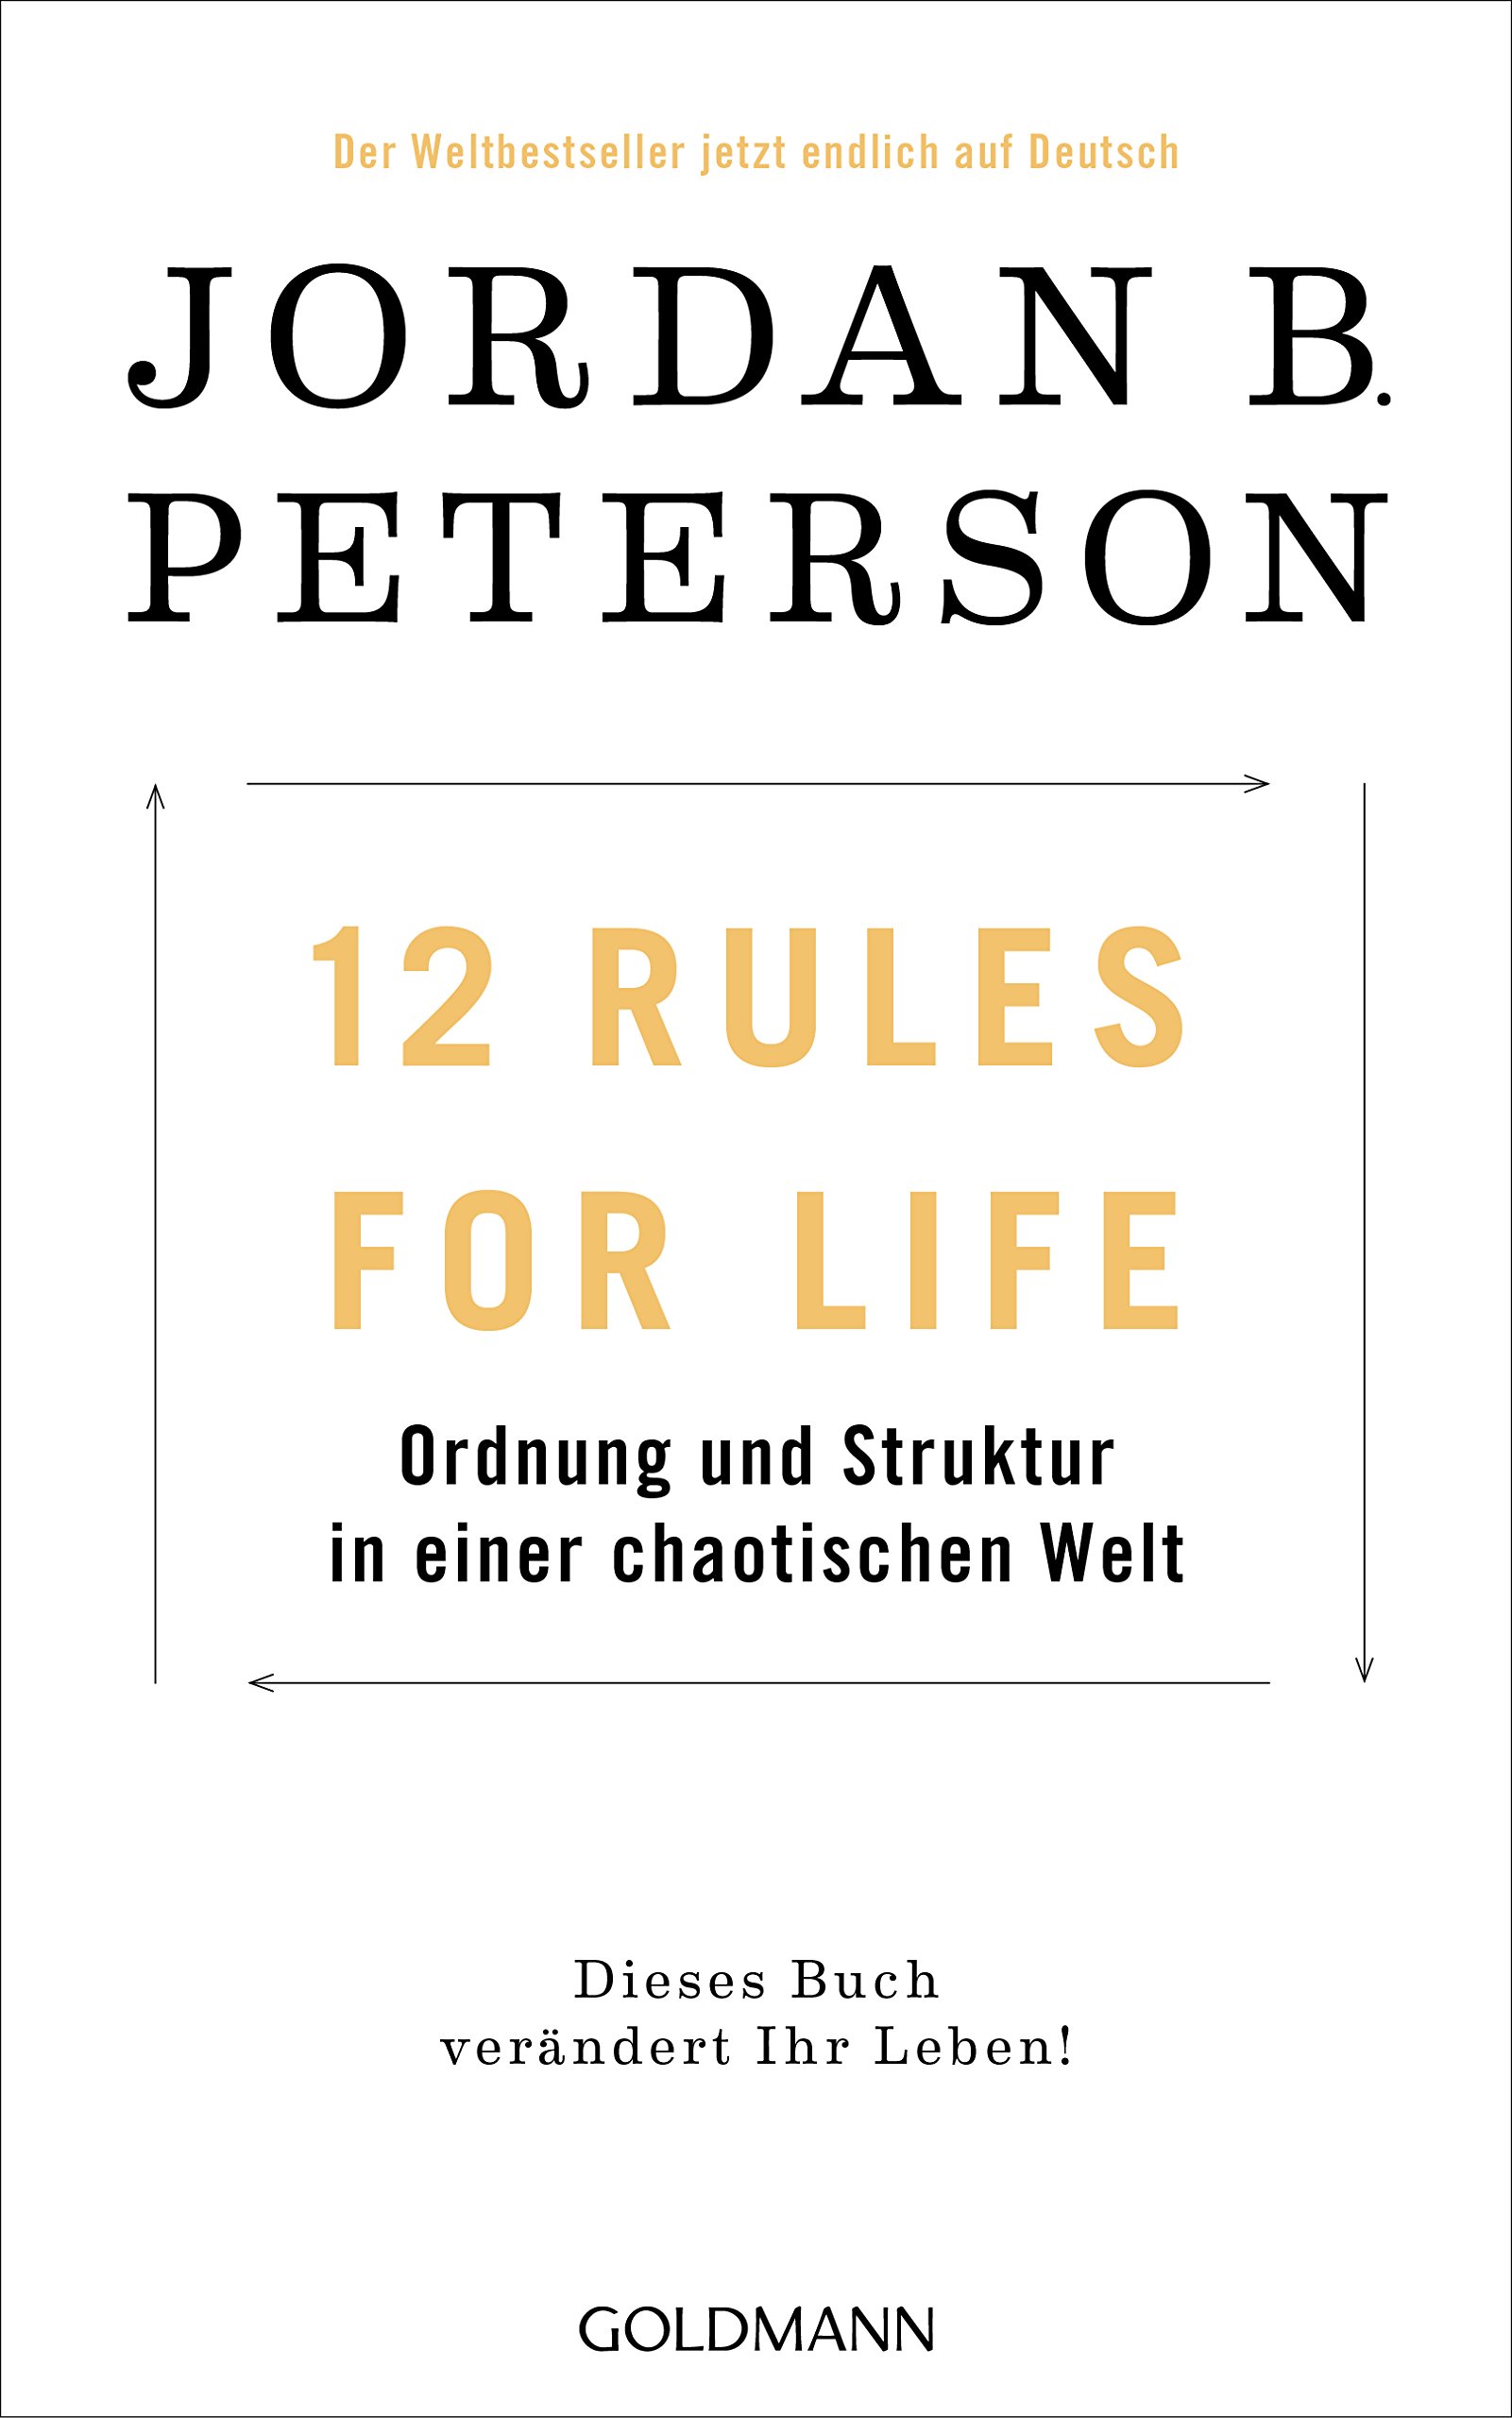 Der Weltbestseller jetzt endlich auf Deutsch
JORDAN B.
PETERSON
12 RULES
FOR LIFE
Ordnung und Struktur
in einer chaotischen Welt
Dieses Buch
verändert Ihr Leben!
GOLDMANN